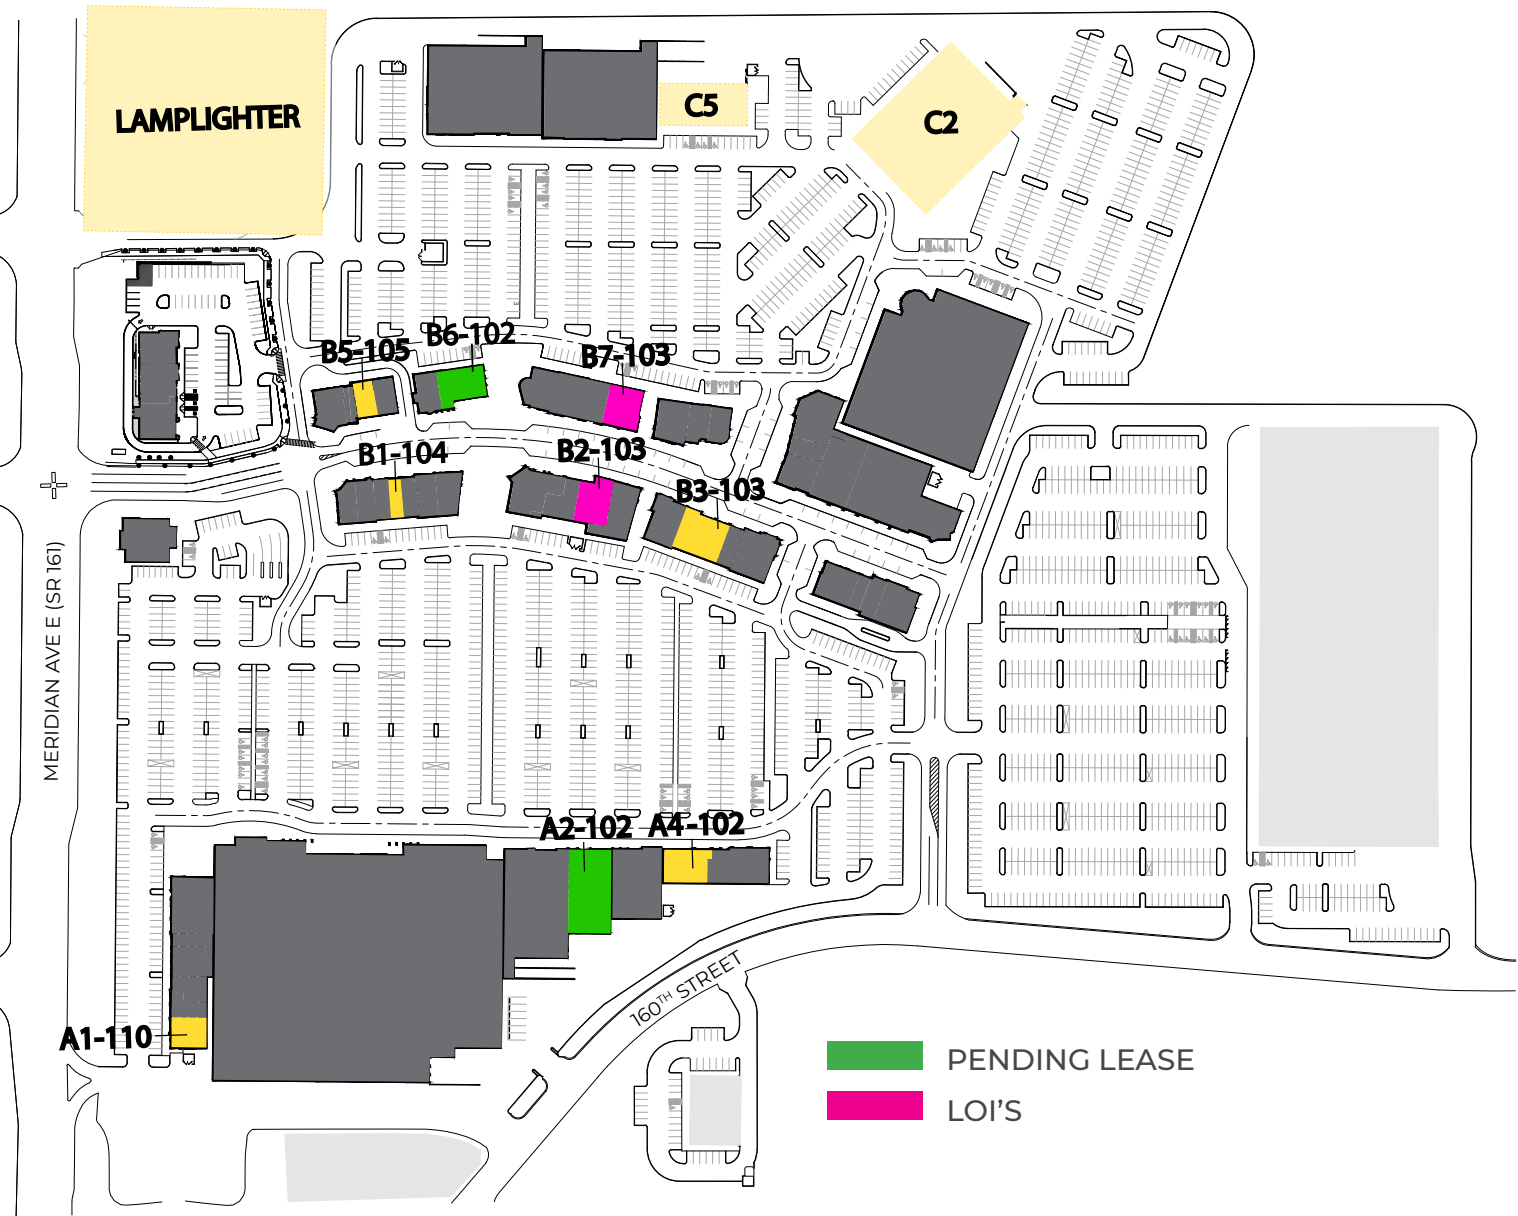 LAMPLIGHTER
C5
C2
B5-105
B6-102
B7-103
B1-104
B2-103
B3-103
MERIDIAN AVE E (SR 161)
A2-102
A4-102
A1-110
160TH STREET
PENDING LEASE
LOI'S